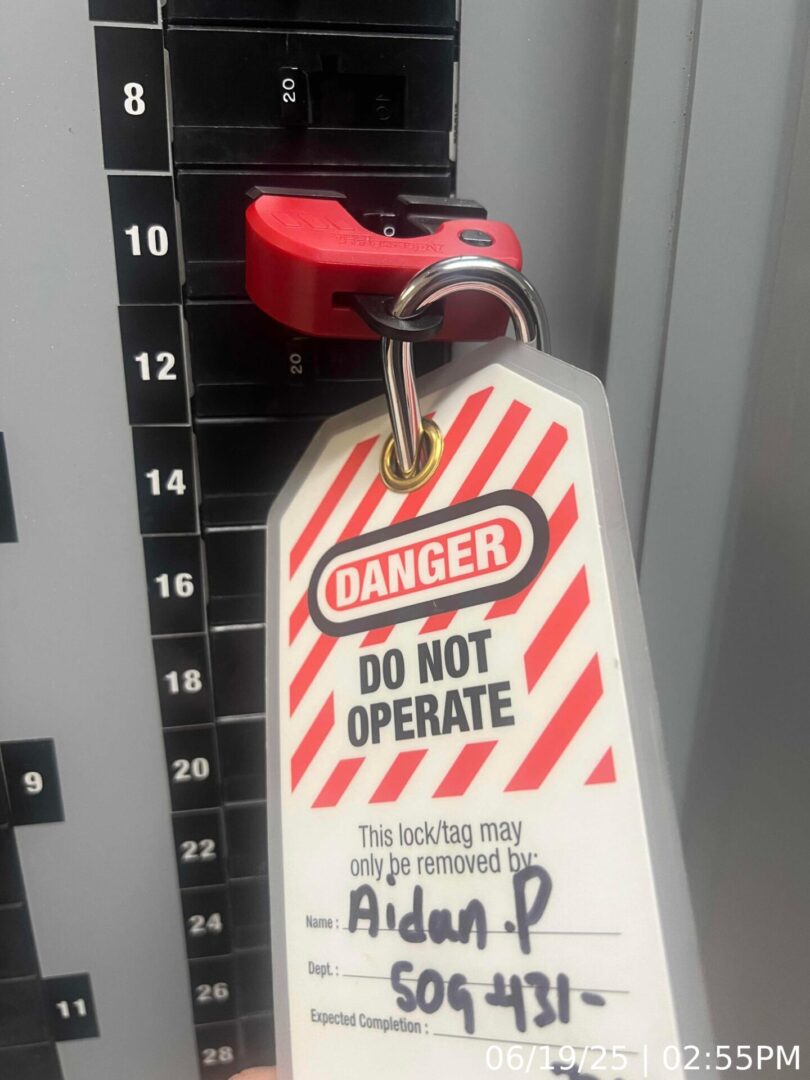 8
20
10
10
12
20
14
16
18
20
22
24
26
28
9
11
DANGER
DO NOT
OPERATE
This lock/tag may
only be removed by:
Name: Aidan.P
Dept.: 509-431-
Expected Completion:
06/19/25 | 02:55PM